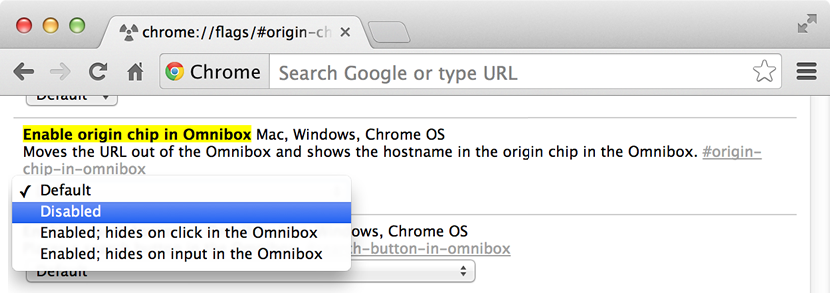 chrome://flags/#origin-ch
Chrome Search Google or type URL
Default
Enable origin chip in Omnibox Mac, Windows, Chrome OS
Moves the URL out of the Omnibox and shows the hostname in the origin chip in the Omnibox. #origin-
chip-in-omnibox
✓ Default
Disabled
Enabled; hides on click in the Omnibox
ows, Chrome OS
ch-button-in-omnibox
Enabled; hides on input in the Omnibox
Default